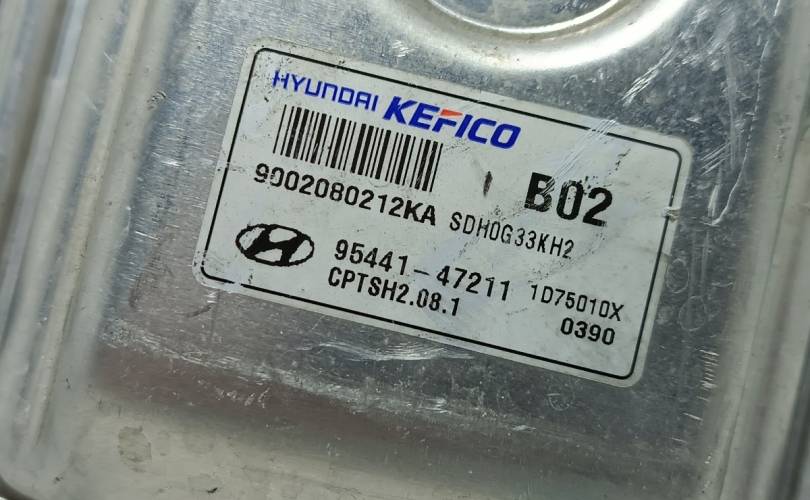 HYUNDAI KEFICO
B02
9002080212KA SDH0G33KH2
95441-47211 1D75010X
CPTSH2.08.1 0390